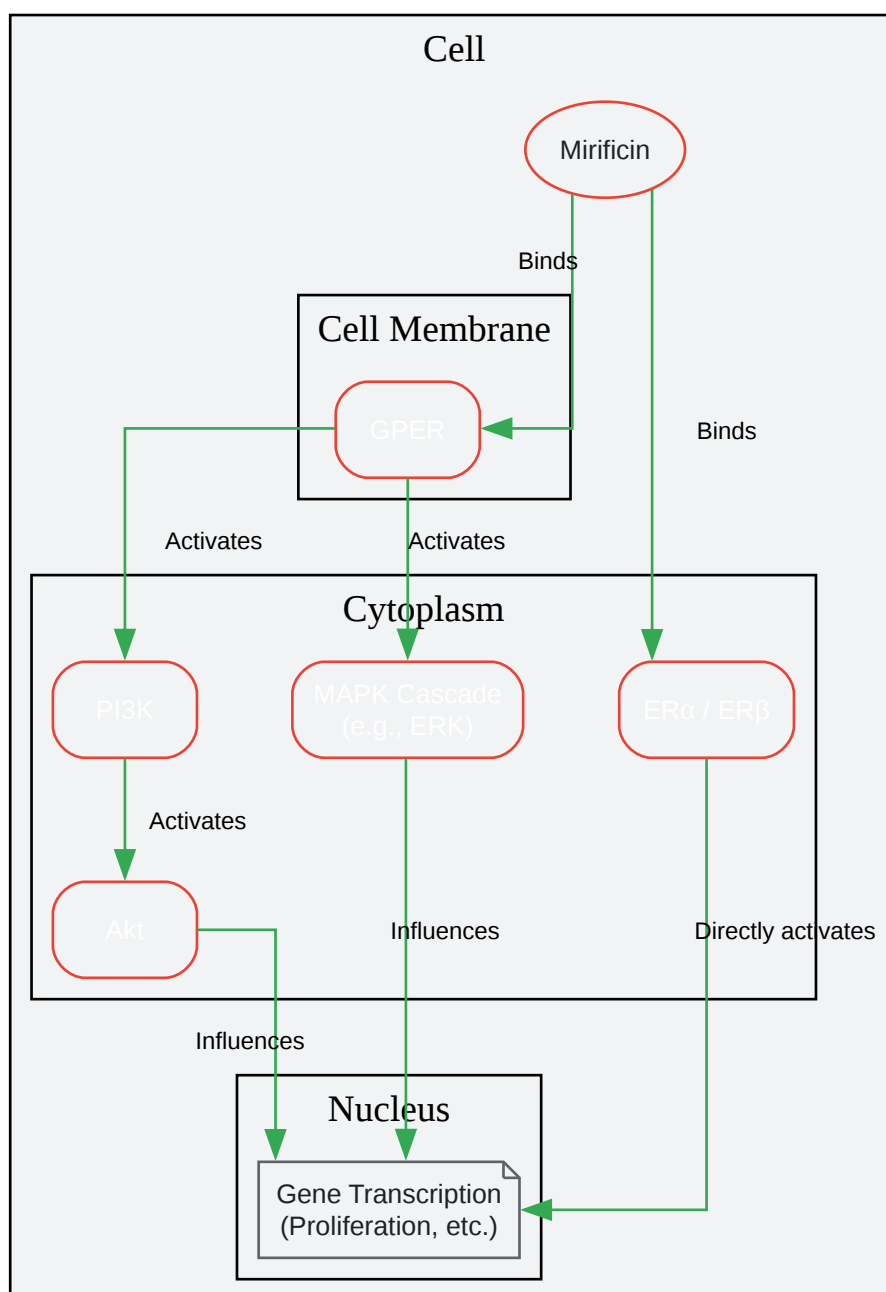 Cell
Mirificin
Binds
Cell Membrane
GPER
Binds
Activates
Activates
Cytoplasm
PI3K
MAPK Cascade
(e.g., ERK)
ERα / ERβ
Activates
Akt
Influences
Directly activates
Influences
Nucleus
Gene Transcription
(Proliferation, etc.)